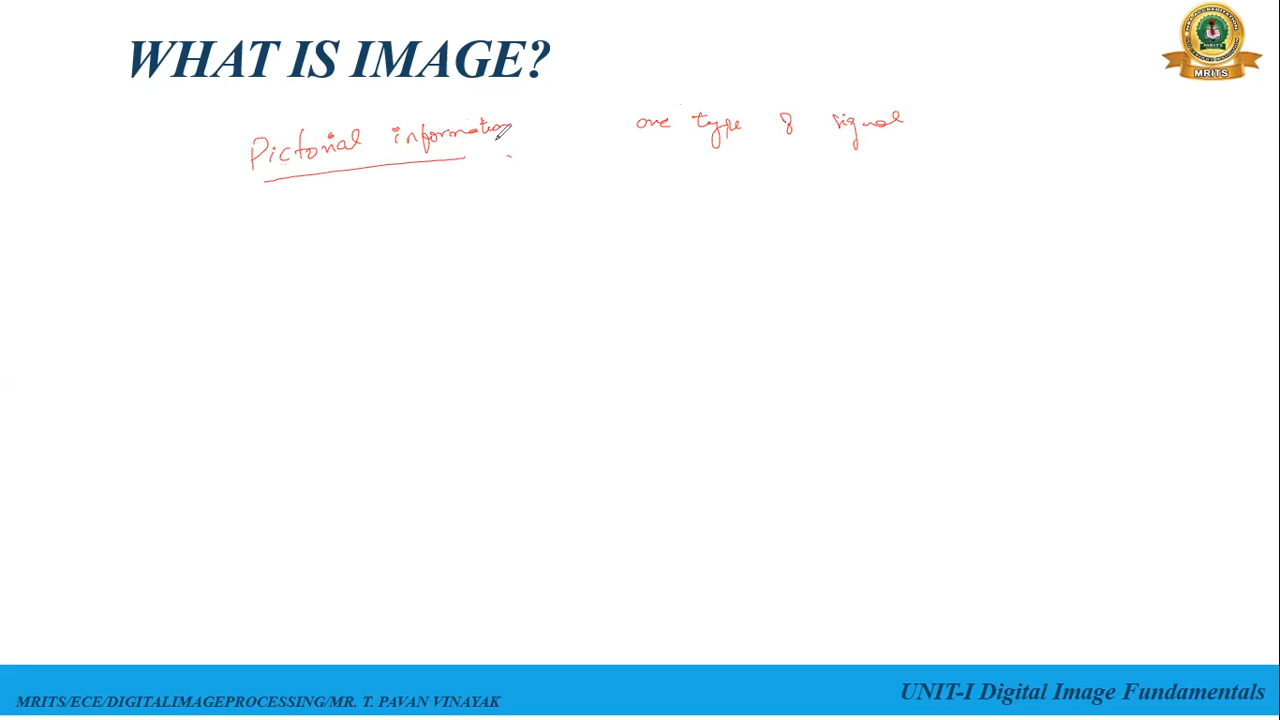 WHAT IS IMAGE?
MRITS
Pictorial information one type of signal
MRITS/ECE/DIGITALIMAGEPROCESSING/MR. T. PAVAN VINAYAK
UNIT-I Digital Image Fundamentals